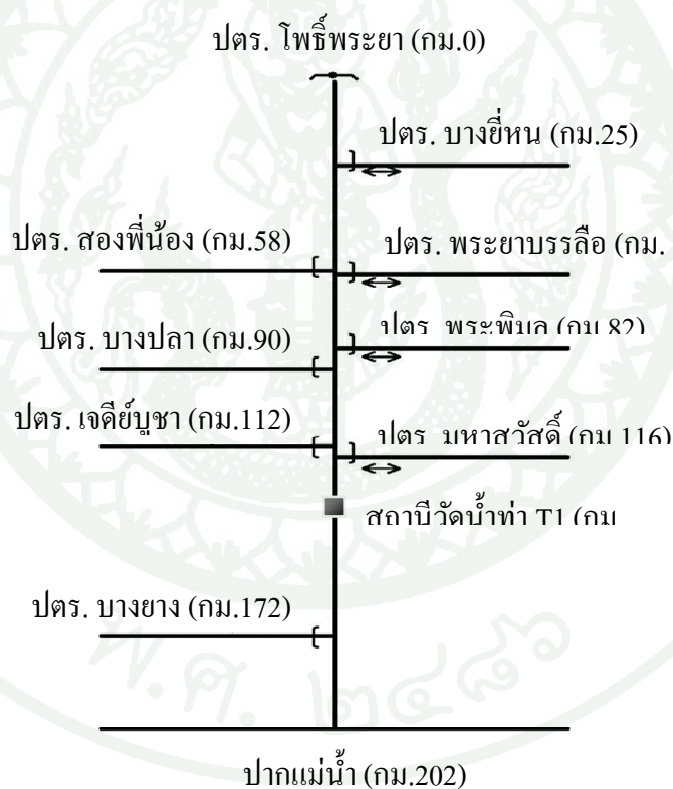 ปตร. โพธิ์พระยา (กม.0)
ปตร. บางยี่หน (กม.25)
ปตร. สองพี่น้อง (กม.58)
ปตร. พระยาบรรลือ (กม.
ปตร. พระพิมล (กม.82)
ปตร. บางปลา (กม.90)
ปตร. เจดีย์บูชา (กม.112)
ปตร. มหาสวัสดิ์ (กม.116)
สถานีวัดน้ำท่า T1 (กม
ปตร. บางยาง (กม.172)
พ.ศ. ๒๔๘๖
ปากแม่น้ำ (กม.202)